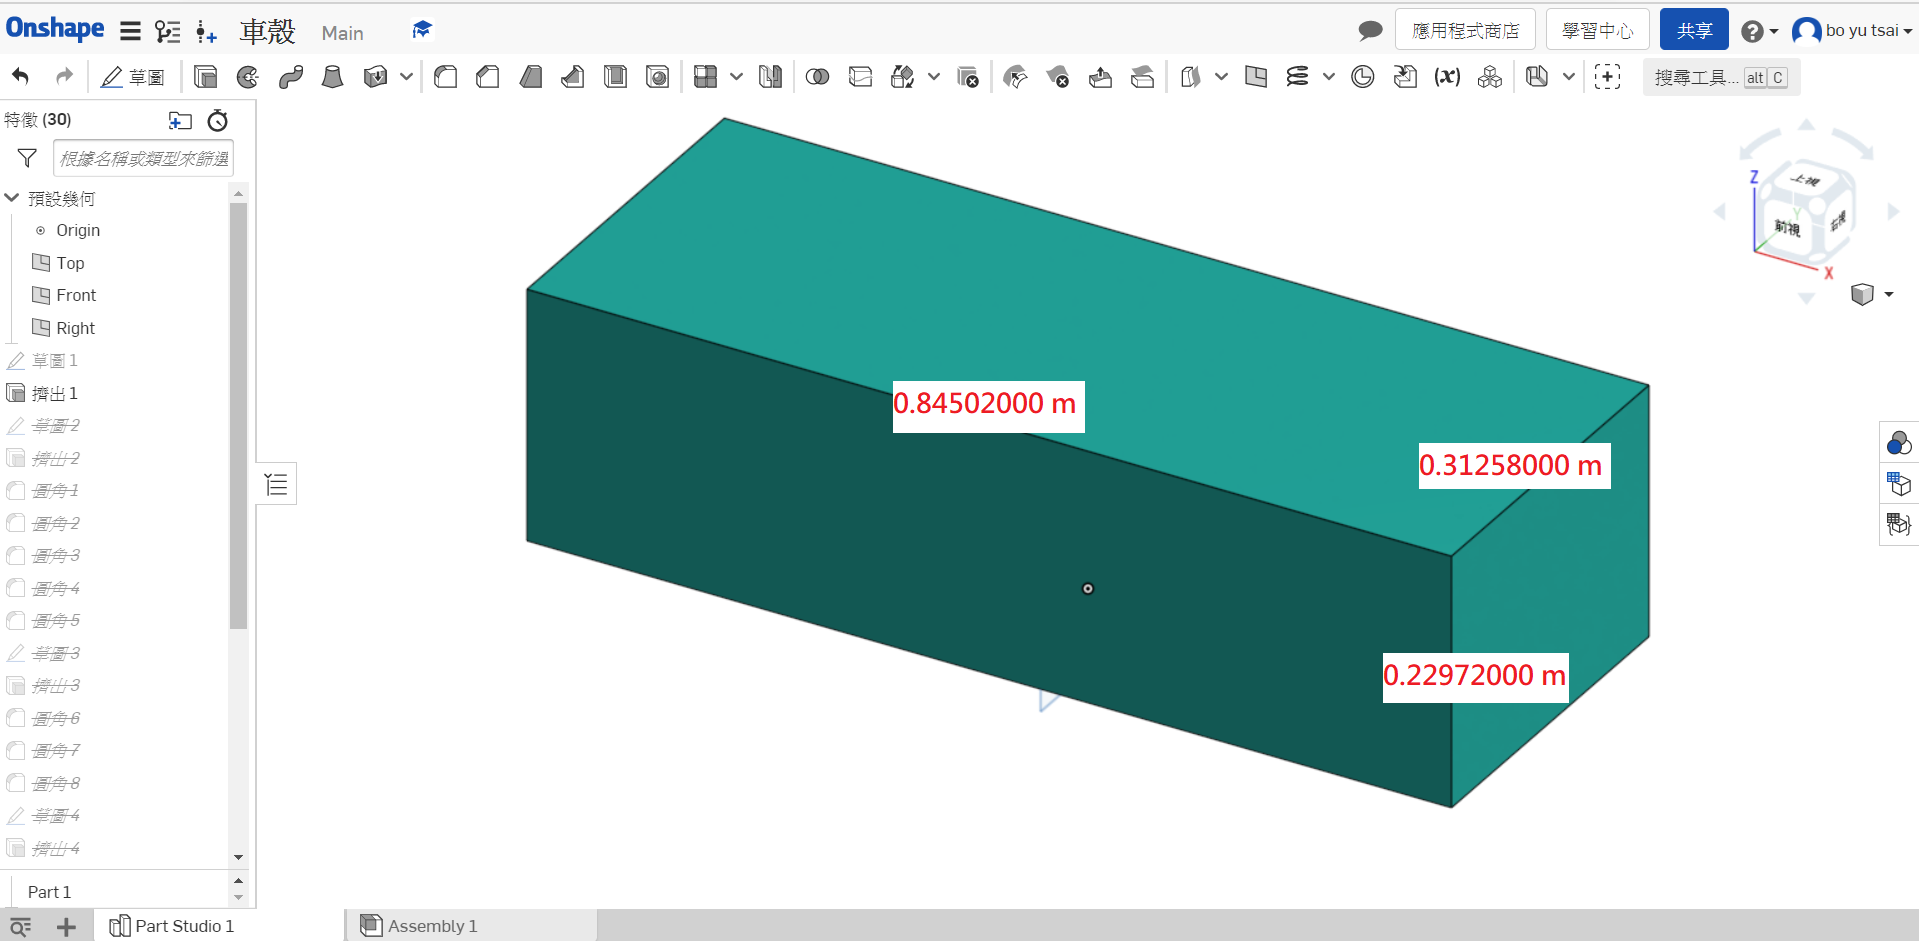 Onshape
車殼
Main
應用程式商店
學習中心
共享
bo yu tsai
草圖
(x)
搜尋工具... alt C
特徵 (30)
根據名稱或類型來篩選
預設幾何
Origin
Top
Front
Right
草圖 1
擠出 1
草圖 2
擠出 2
圓角 1
圓角 2
圓角 3
圓角 4
圓角 5
草圖 3
擠出 3
圓角 6
圓角 7
圓角 8
草圖 4
擠出 4
Part 1
0.84502000 m
0.31258000 m
0.22972000 m
上視
Z
Y
前視
右視
X
Part Studio 1
Assembly 1